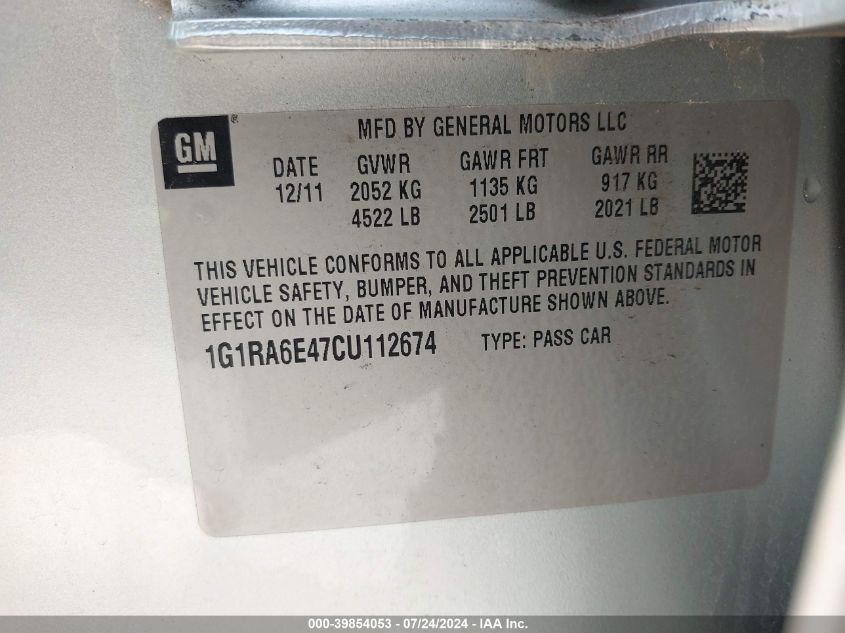 GM®
MFD BY GENERAL MOTORS LLC
DATE GVWR GAWR FRT GAWR RR
12/11 2052 KG 1135 KG 917 KG
4522 LB 2501 LB 2021 LB
THIS VEHICLE CONFORMS TO ALL APPLICABLE U.S. FEDERAL MOTOR
VEHICLE SAFETY, BUMPER, AND THEFT PREVENTION STANDARDS IN
EFFECT ON THE DATE OF MANUFACTURE SHOWN ABOVE.
1G1RA6E47CU112674 TYPE: PASS CAR
000-39854053 - 07/24/2024 - IAA Inc.